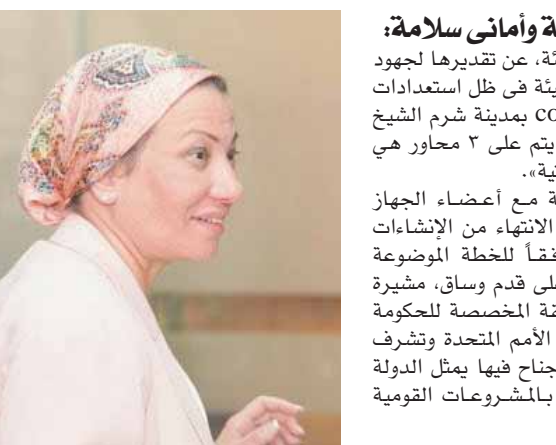 ة وأمانى سلامة:
ئة، عن تقديرها لجهود
يئة فى ظل استعدادات
CO بمدينة شرم الشيخ
يتم على ٣ محاور هي
ية».
ة مع أعضاء الجهاز
الانتهاء من الإنشاءات
فقاً للخطة الموضوعة
لى قدم وساق، مشيرة
قة المخصصة للحكومة
الأمم المتحدة وتشرف
جناح فيها يمثل الدولة
بالمشروعات القومية